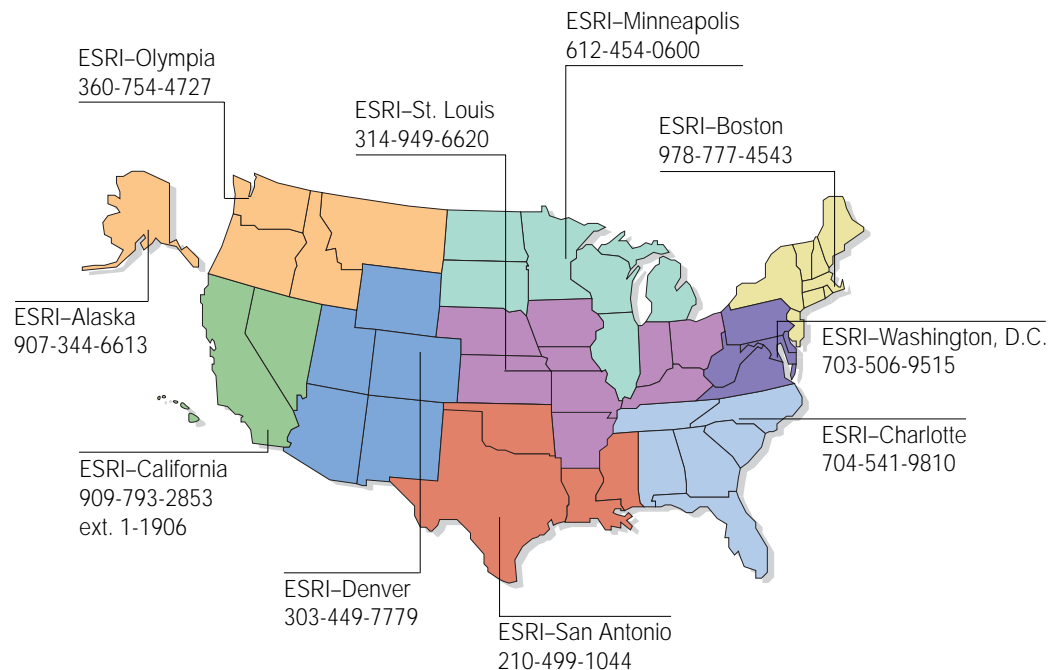 ESRI–Minneapolis
612-454-0600
ESRI–Olympia
360-754-4727
ESRI–St. Louis
314-949-6620
ESRI–Boston
978-777-4543
ESRI–Alaska
907-344-6613
ESRI–Washington, D.C.
703-506-9515
ESRI–Charlotte
704-541-9810
ESRI–California
909-793-2853
ext. 1-1906
ESRI–Denver
303-449-7779
ESRI–San Antonio
210-499-1044